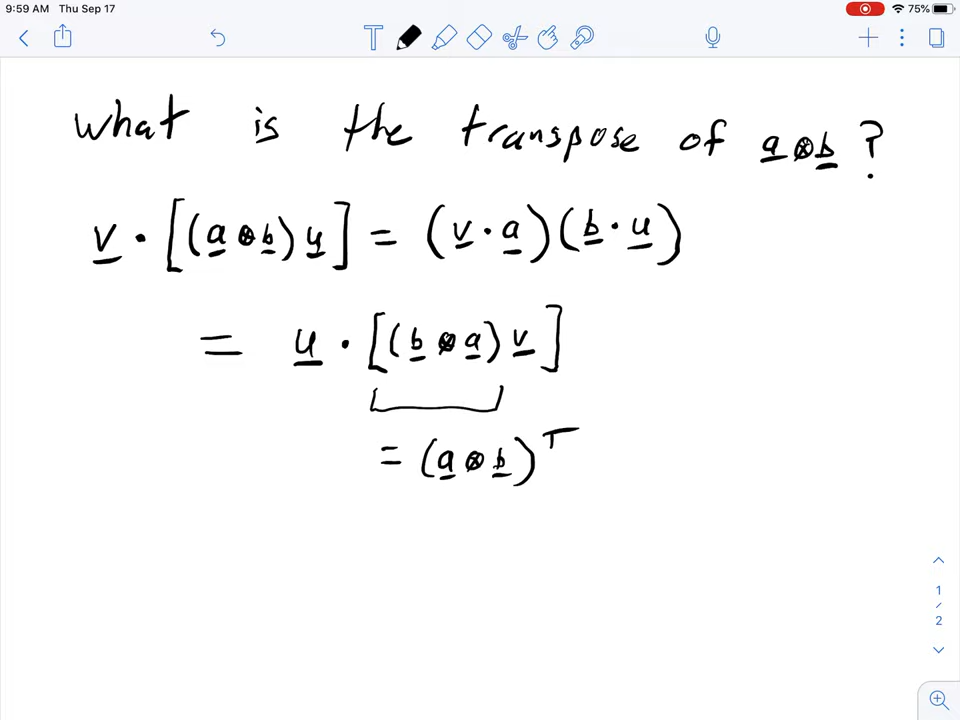 9:59 AM Thu Sep 17 75%
T
What is the transpose of a⊗b?
v · [(a⊗b)u] = (v·a)(b·u)
= u · [(b⊗a)v]
= (a⊗b)ᵀ
1
/
2